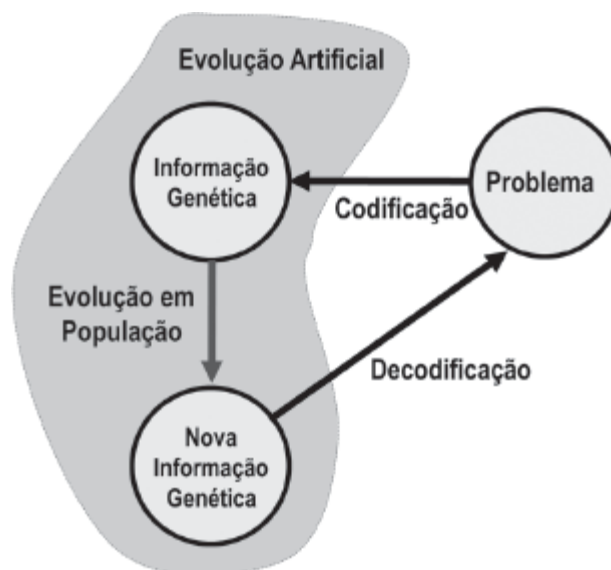 Evolução Artificial
Informação
Genética
Problema
Codificação
Evolução em
População
Decodificação
Nova
Informação
Genética